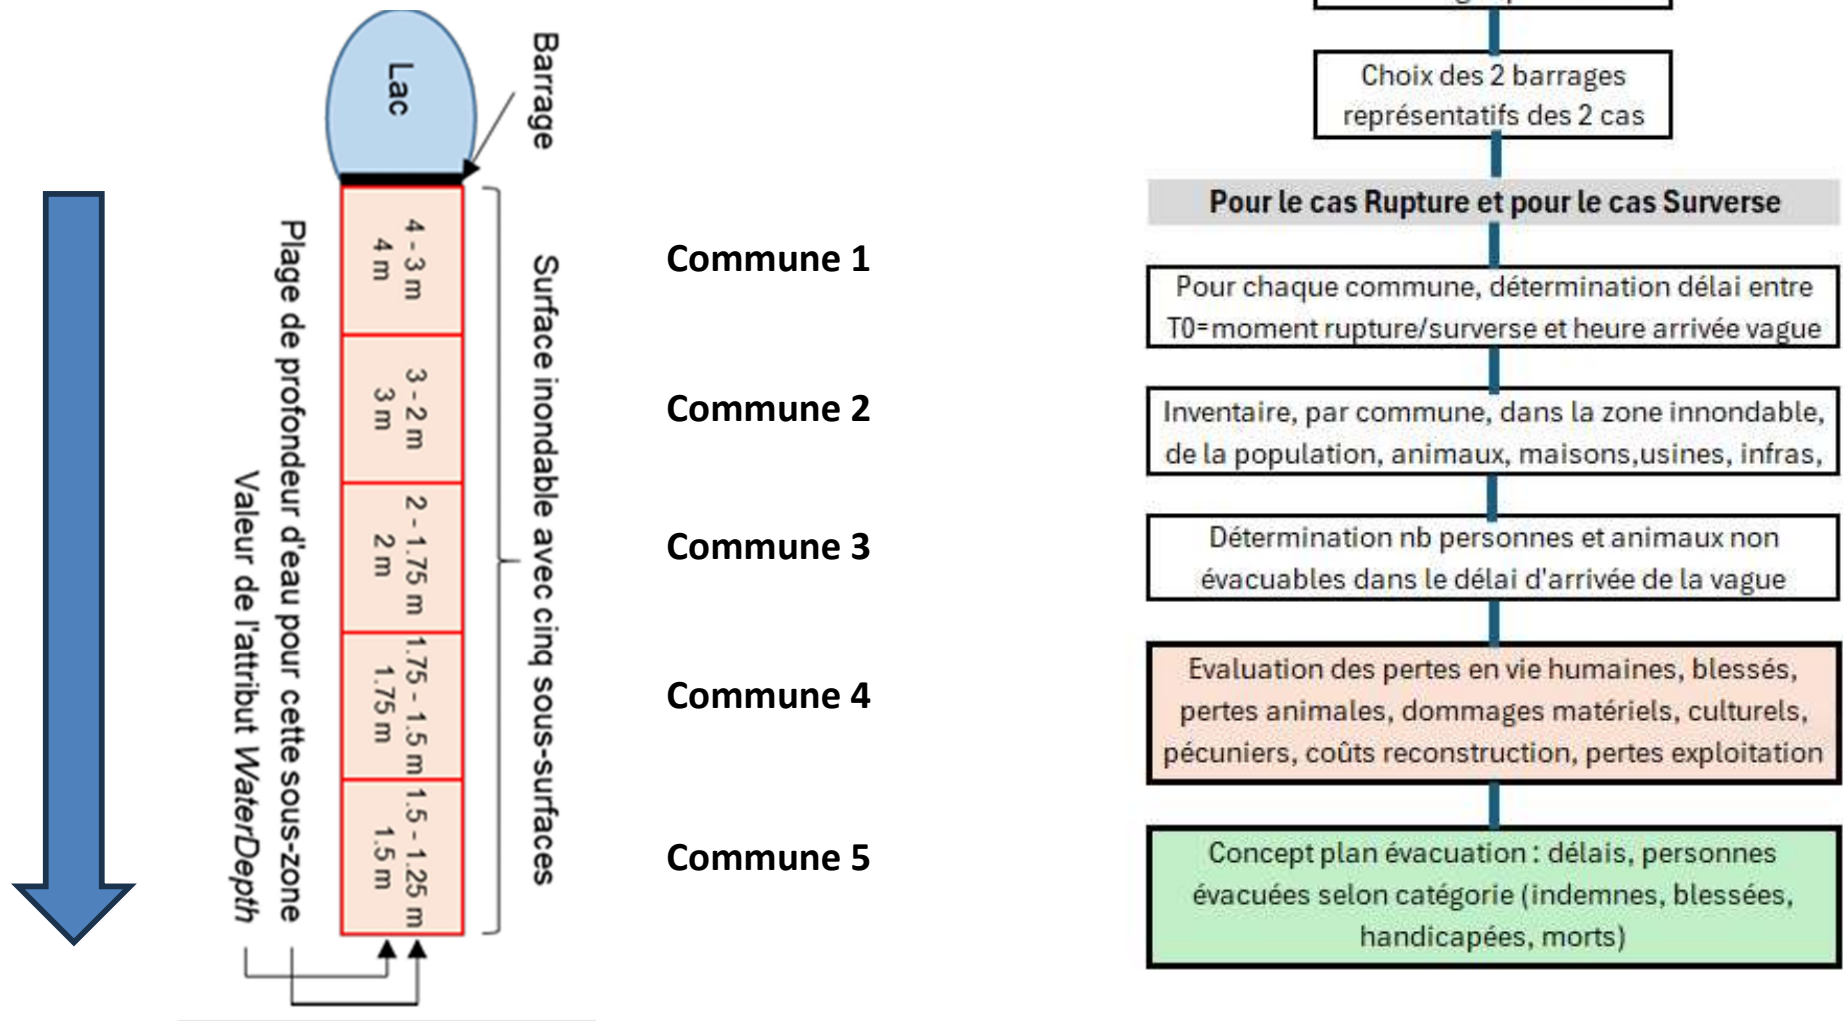 Lac
Barrage
Surface inondable avec cinq sous-surfaces
4 - 3 m
4 m
3 - 2 m
3 m
2 - 1.75 m
2 m
1.75 - 1.5 m
1.75 m
1.5 - 1.25 m
1.5 m
Plage de profondeur d'eau pour cette sous-zone
Valeur de l'attribut WaterDepth
Commune 1
Commune 2
Commune 3
Commune 4
Commune 5
Choix des 2 barrages
représentatifs des 2 cas
Pour le cas Rupture et pour le cas Surverse
Pour chaque commune, détermination délai entre
T0=moment rupture/surverse et heure arrivée vague
Inventaire, par commune, dans la zone innondable,
de la population, animaux, maisons,usines, infras,
Détermination nb personnes et animaux non
évacuables dans le délai d'arrivée de la vague
Evaluation des pertes en vie humaines, blessés,
pertes animales, dommages matériels, culturels,
pécuniers, coûts reconstruction, pertes exploitation
Concept plan évacuation : délais, personnes
évacuées selon catégorie (indemnes, blessées,
handicapées, morts)